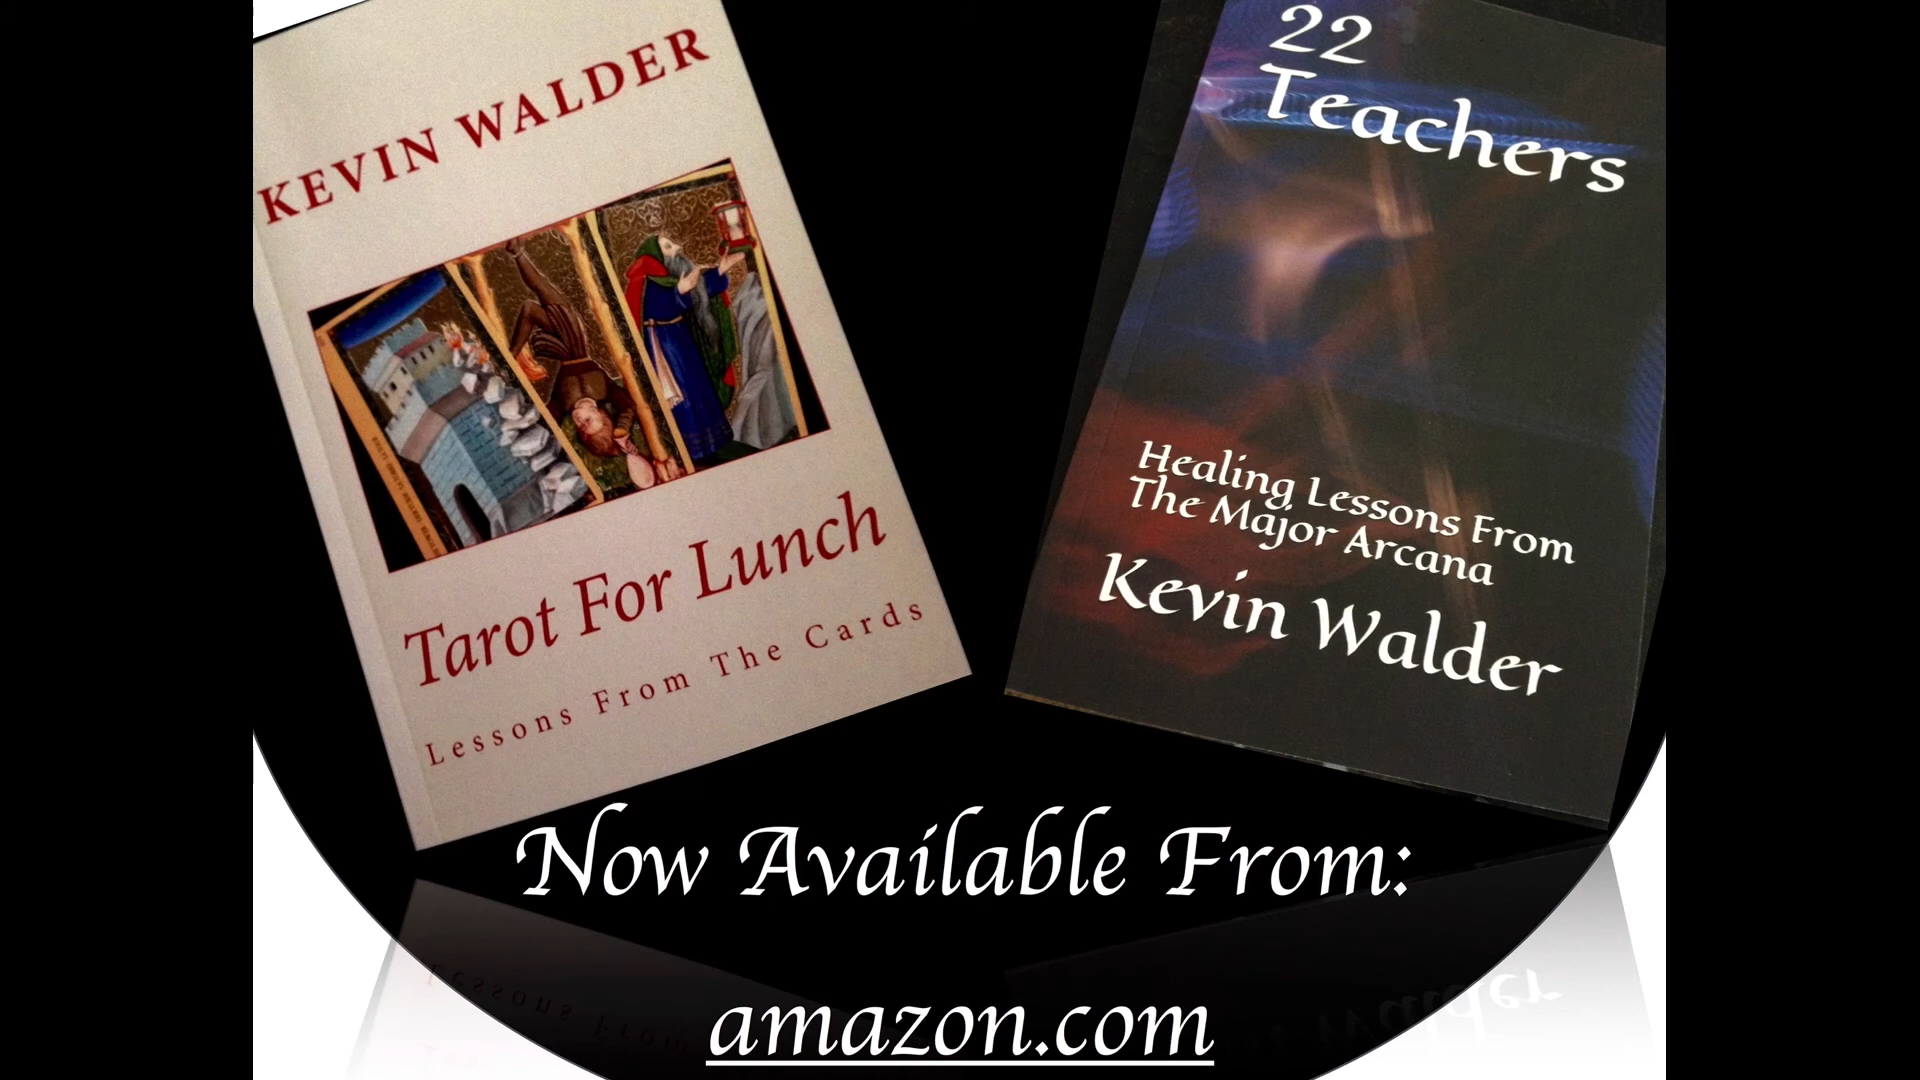 KEVIN WALDER
Tarot For Lunch
Lessons From The Cards
22
Teachers
Healing Lessons From
The Major Arcana
Kevin Walder
Now Available From:
amazon.com